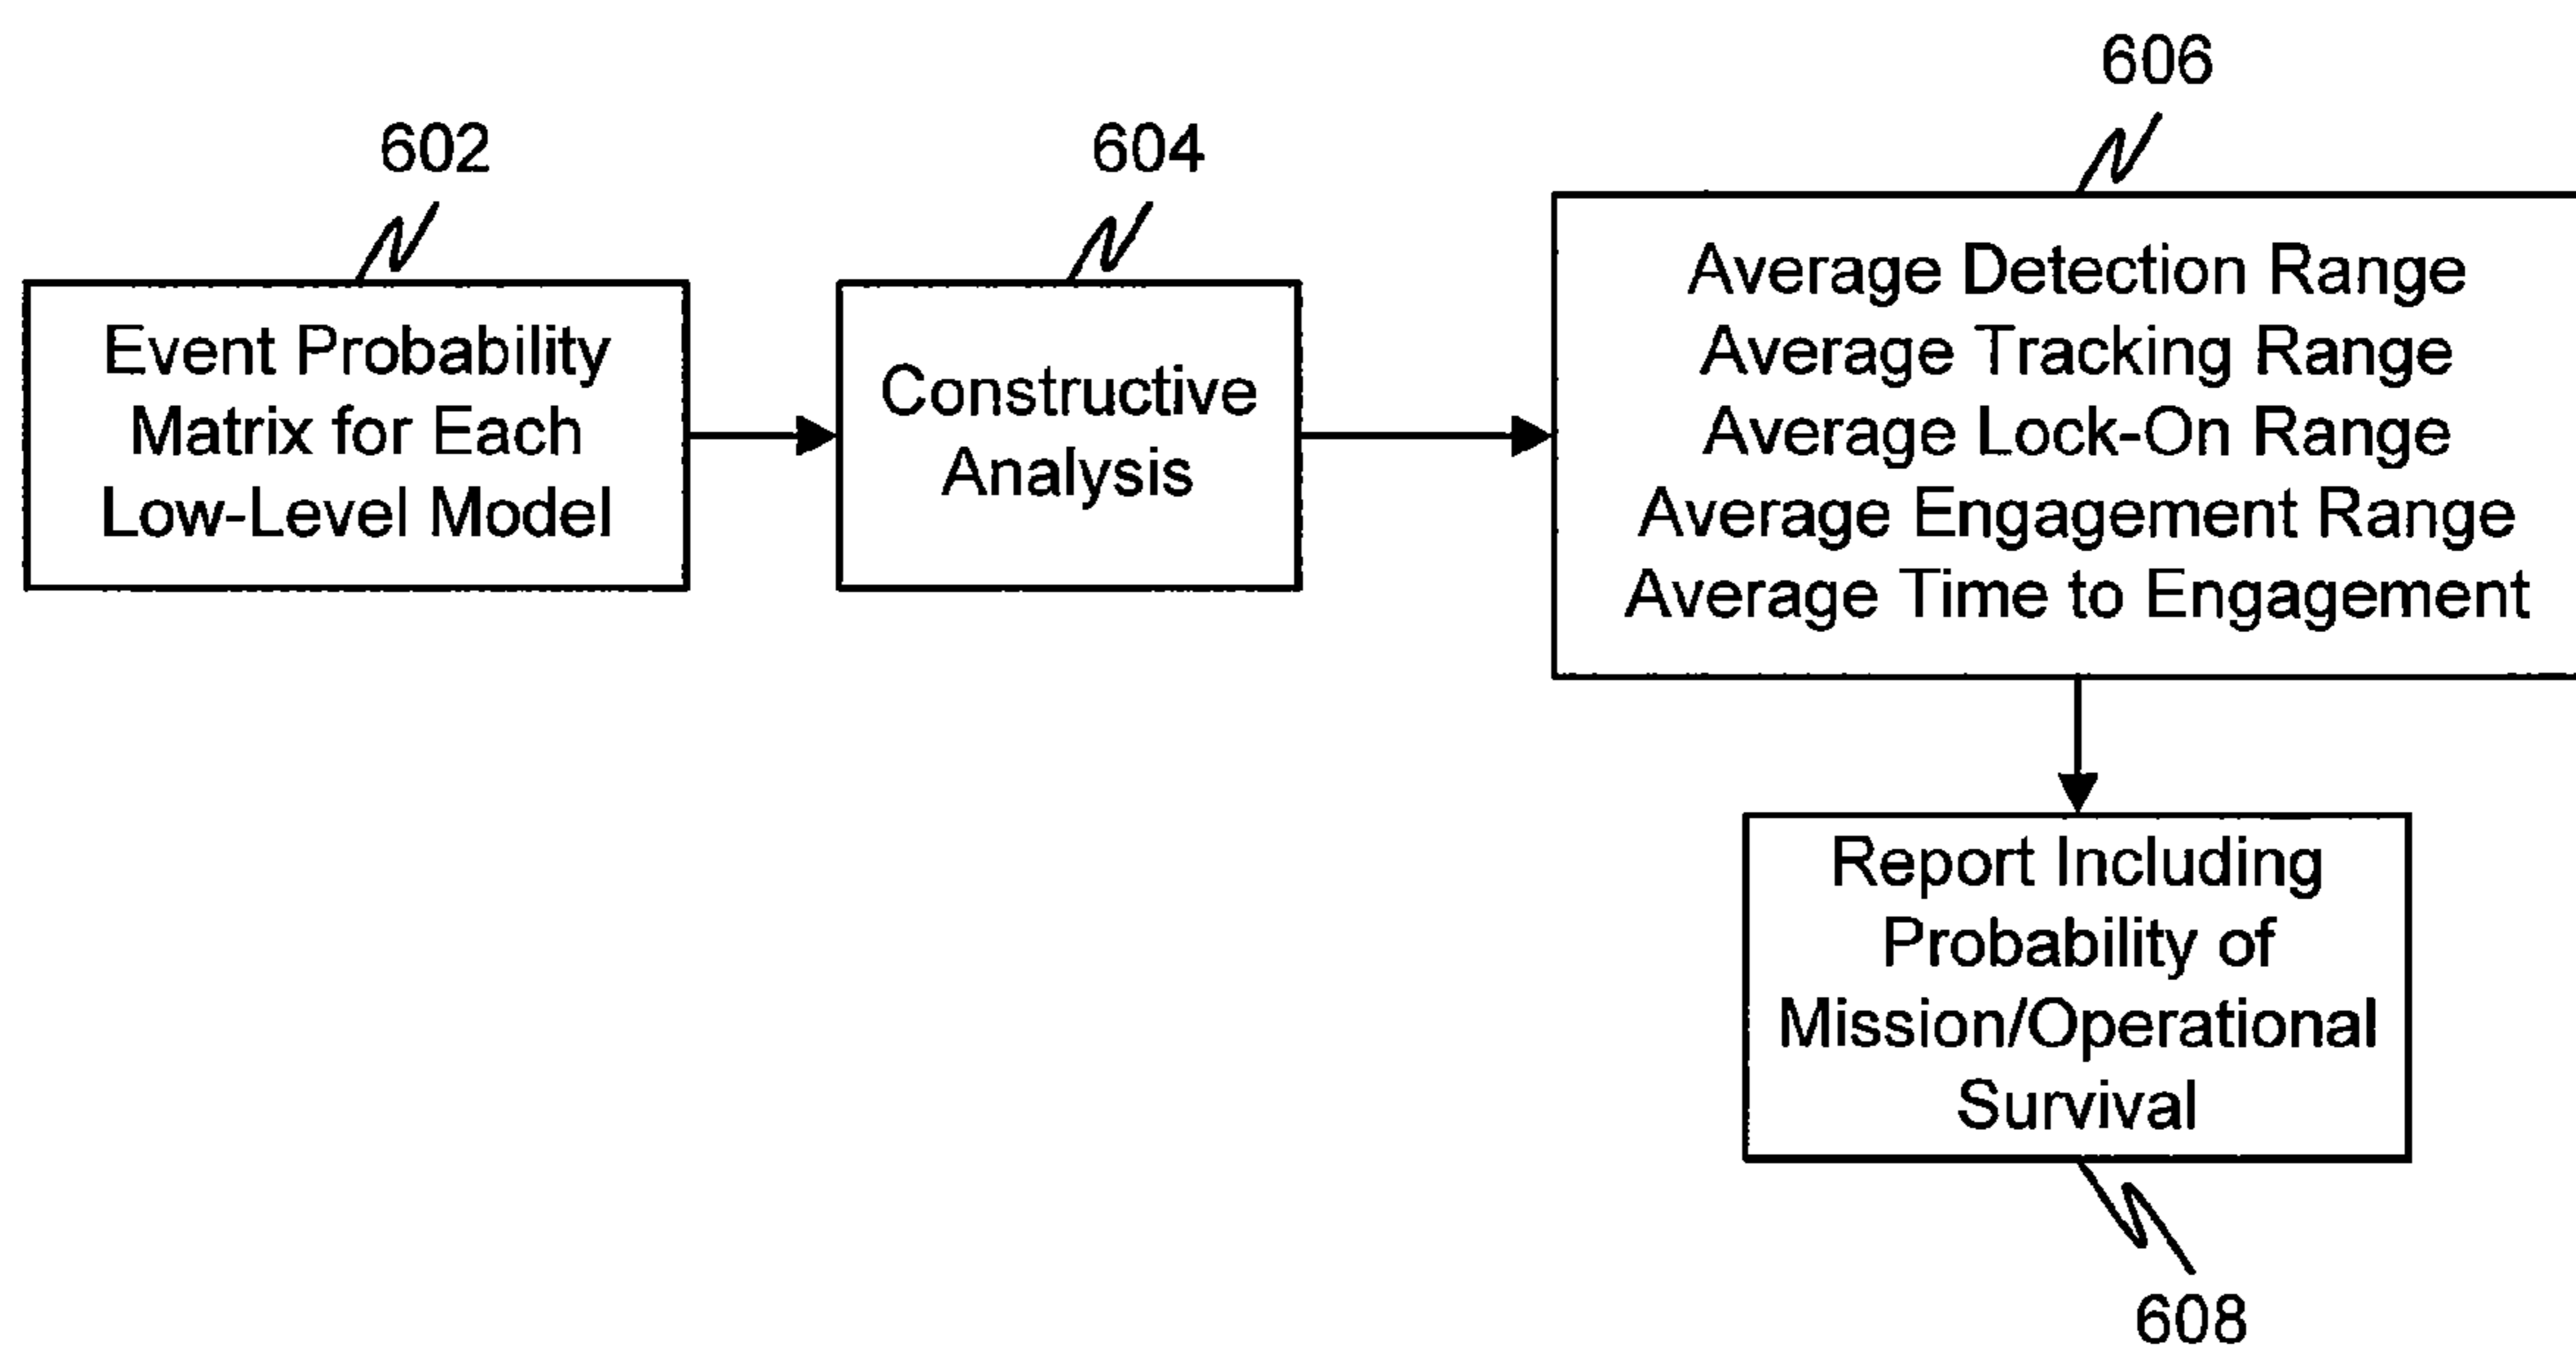 602
Event Probability
Matrix for Each
Low-Level Model
604
Constructive
Analysis
606
Average Detection Range
Average Tracking Range
Average Lock-On Range
Average Engagement Range
Average Time to Engagement
Report Including
Probability of
Mission/Operational
Survival
608